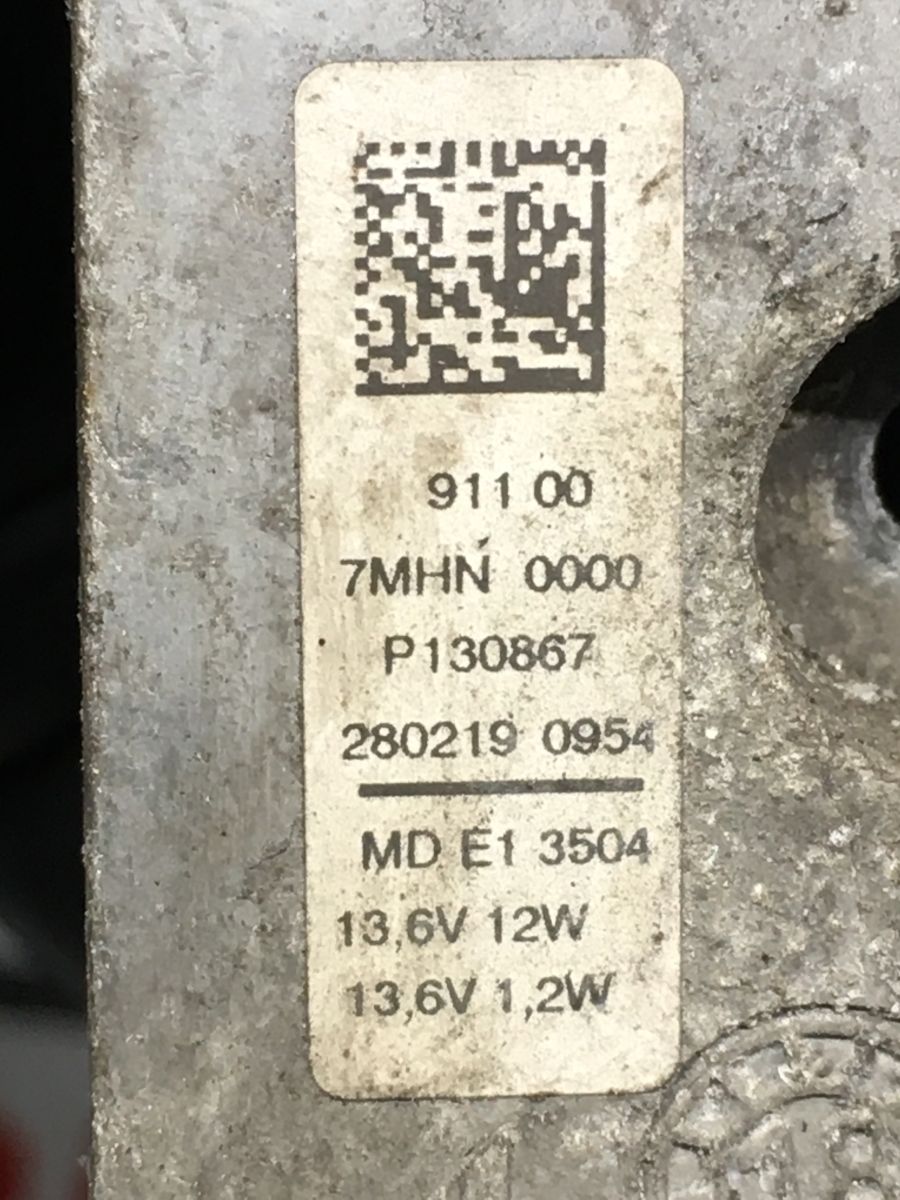 911 00
7MHN 0000
P130867
280219 0954
MD E1 3504
13,6V 12W
13,6V 1,2W